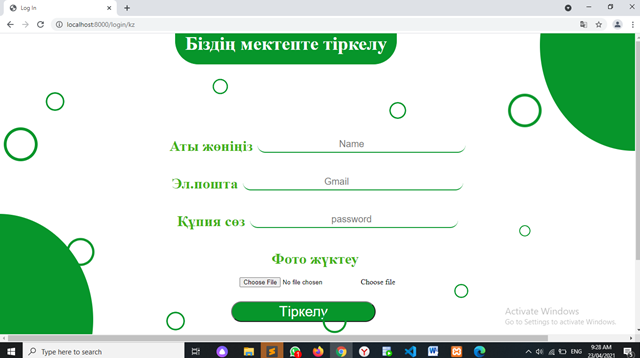 Log In
localhost:8000/login/kz
Біздің мектепте тіркелу
Аты жөніңіз Name
Эл.пошта Gmail
Құпия сөз password
Фото жүктеу
Choose File No file chosen Choose file
Тіркелу
Activate Windows
Go to Settings to activate Windows.
Type here to search
ENG
9:28 AM
23/04/2021